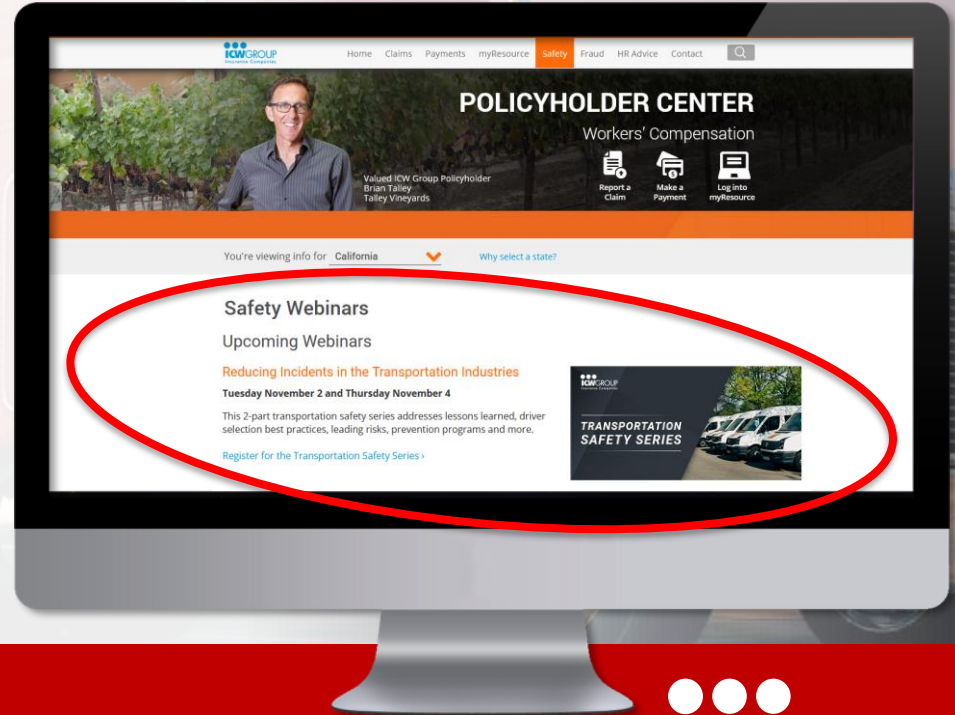 ICWGROUP
Insurance Companies
Home Claims Payments myResource Safety Fraud HR Advice Contact
POLICYHOLDER CENTER
Workers' Compensation
Valued ICW Group Policyholder
Brian Talley
Talley Vineyards
Report a
Claim
Make a
Payment
Log into
myResource
You're viewing info for California
Why select a state?
Safety Webinars
Upcoming Webinars
Reducing Incidents in the Transportation Industries
Tuesday November 2 and Thursday November 4
This 2-part transportation safety series addresses lessons learned, driver
selection best practices, leading risks, prevention programs and more.
Register for the Transportation Safety Series ›
ICWGROUP
Insurance Companies
TRANSPORTATION
SAFETY SERIES